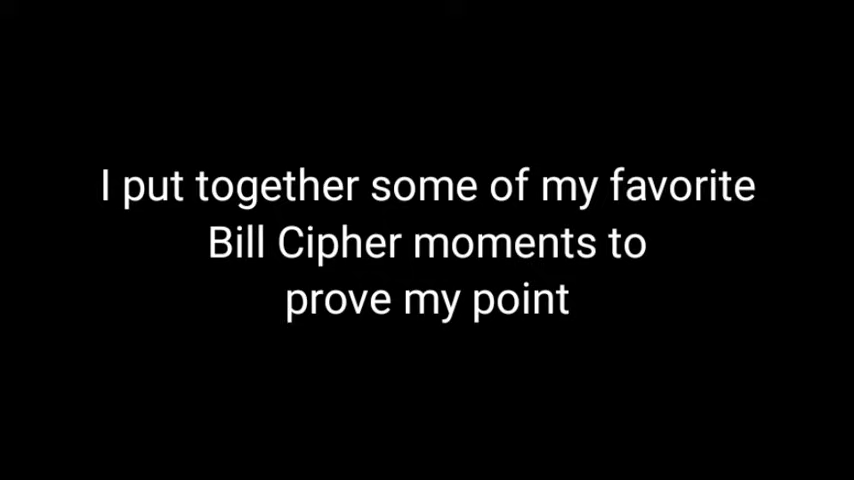 I put together some of my favorite
Bill Cipher moments to
prove my point